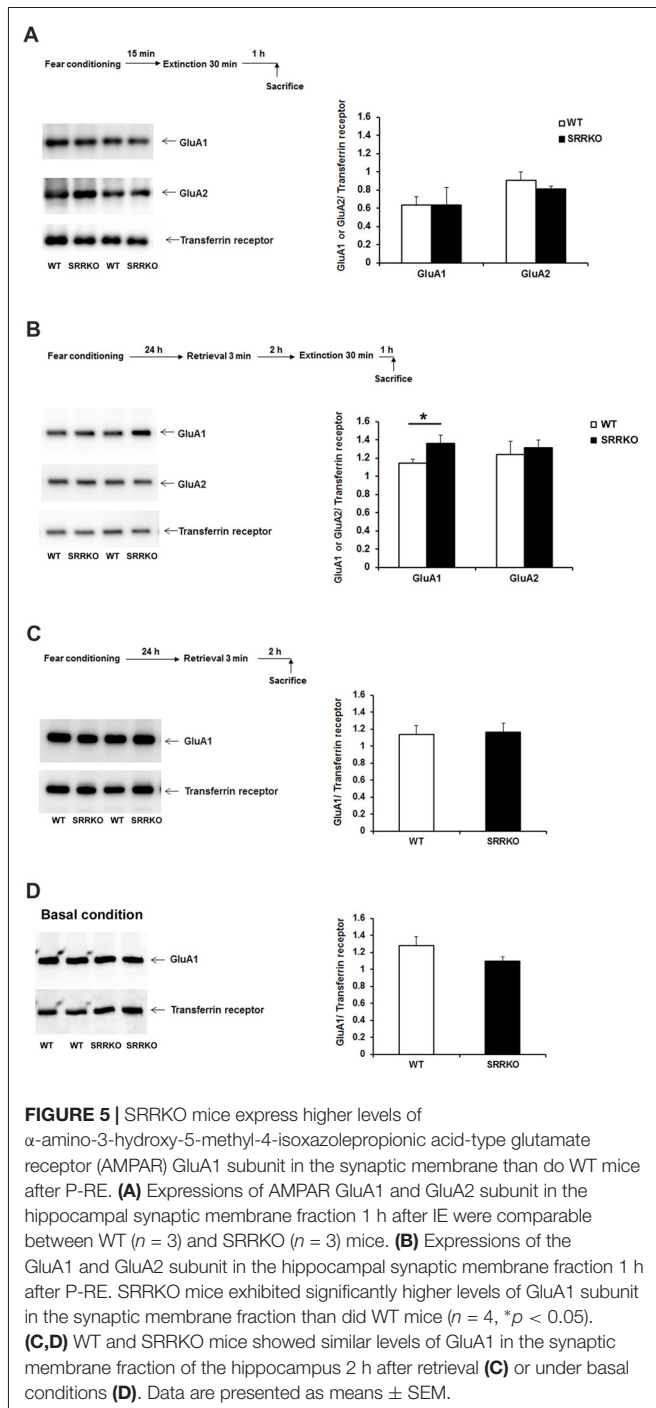 A
15 min
1 h
Fear conditioning
Extinction 30 min
Sacrifice
GluA1
GluA2
Transferrin receptor
WT SRRKO WT SRRKO
GluA1 or GluA2/ Transferrin receptor
1.6
1.4
1.2
1
0.8
0.6
0.4
0.2
0
WT
SRRKO
GluA1
GluA2
B
24 h
2 h
1 h
Fear conditioning
Retrieval 3 min
Extinction 30 min
Sacrifice
GluA1
GluA2
Transferrin receptor
WT SRRKO WT SRRKO
GluA1 or GluA2/ Transferrin receptor
1.6
1.4
1.2
1
0.8
0.6
0.4
0.2
0
*
WT
SRRKO
GluA1
GluA2
C
24 h
2 h
Fear conditioning
Retrieval 3 min
Sacrifice
GluA1
Transferrin receptor
WT SRRKO WT SRRKO
GluA1/ Transferrin receptor
1.6
1.4
1.2
1
0.8
0.6
0.4
0.2
0
WT
SRRKO
D
Basal condition
GluA1
Transferrin receptor
WT WT SRRKO SRRKO
GluA1/ Transferrin receptor
1.6
1.4
1.2
1
0.8
0.6
0.4
0.2
0
WT
SRRKO
FIGURE 5 | SRRKO mice express higher levels of
α-amino-3-hydroxy-5-methyl-4-isoxazolepropionic acid-type glutamate
receptor (AMPAR) GluA1 subunit in the synaptic membrane than do WT mice
after P-RE. (A) Expressions of AMPAR GluA1 and GluA2 subunit in the
hippocampal synaptic membrane fraction 1 h after IE were comparable
between WT (n = 3) and SRRKO (n = 3) mice. (B) Expressions of the
GluA1 and GluA2 subunit in the hippocampal synaptic membrane fraction 1 h
after P-RE. SRRKO mice exhibited significantly higher levels of GluA1 subunit
in the synaptic membrane fraction than did WT mice (n = 4, *p < 0.05).
(C,D) WT and SRRKO mice showed similar levels of GluA1 in the synaptic
membrane fraction of the hippocampus 2 h after retrieval (C) or under basal
conditions (D). Data are presented as means ± SEM.